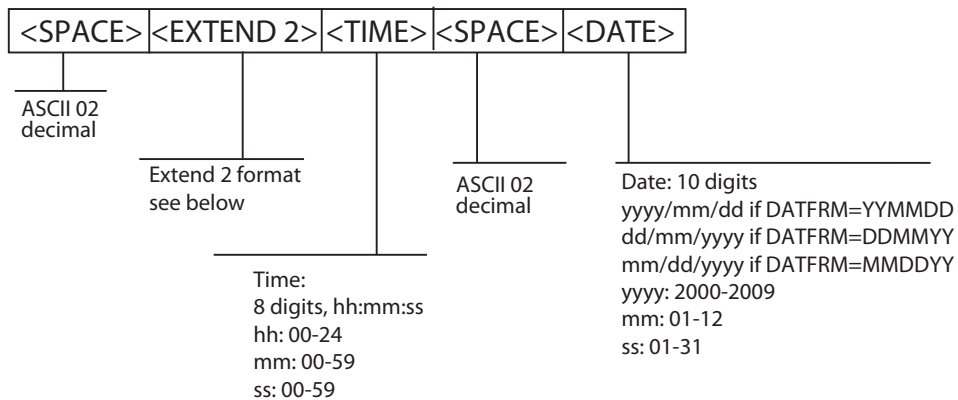 <SPACE> <EXTEND 2> <TIME> <SPACE> <DATE>
ASCII 02
decimal
Extend 2 format
see below
Time:
8 digits, hh:mm:ss
hh: 00-24
mm: 00-59
ss: 00-59
ASCII 02
decimal
Date: 10 digits
yyyy/mm/dd if DATFRM=YYMMDD
dd/mm/yyyy if DATFRM=DDMMYY
mm/dd/yyyy if DATFRM=MMDDYY
yyyy: 2000-2009
mm: 01-12
ss: 01-31